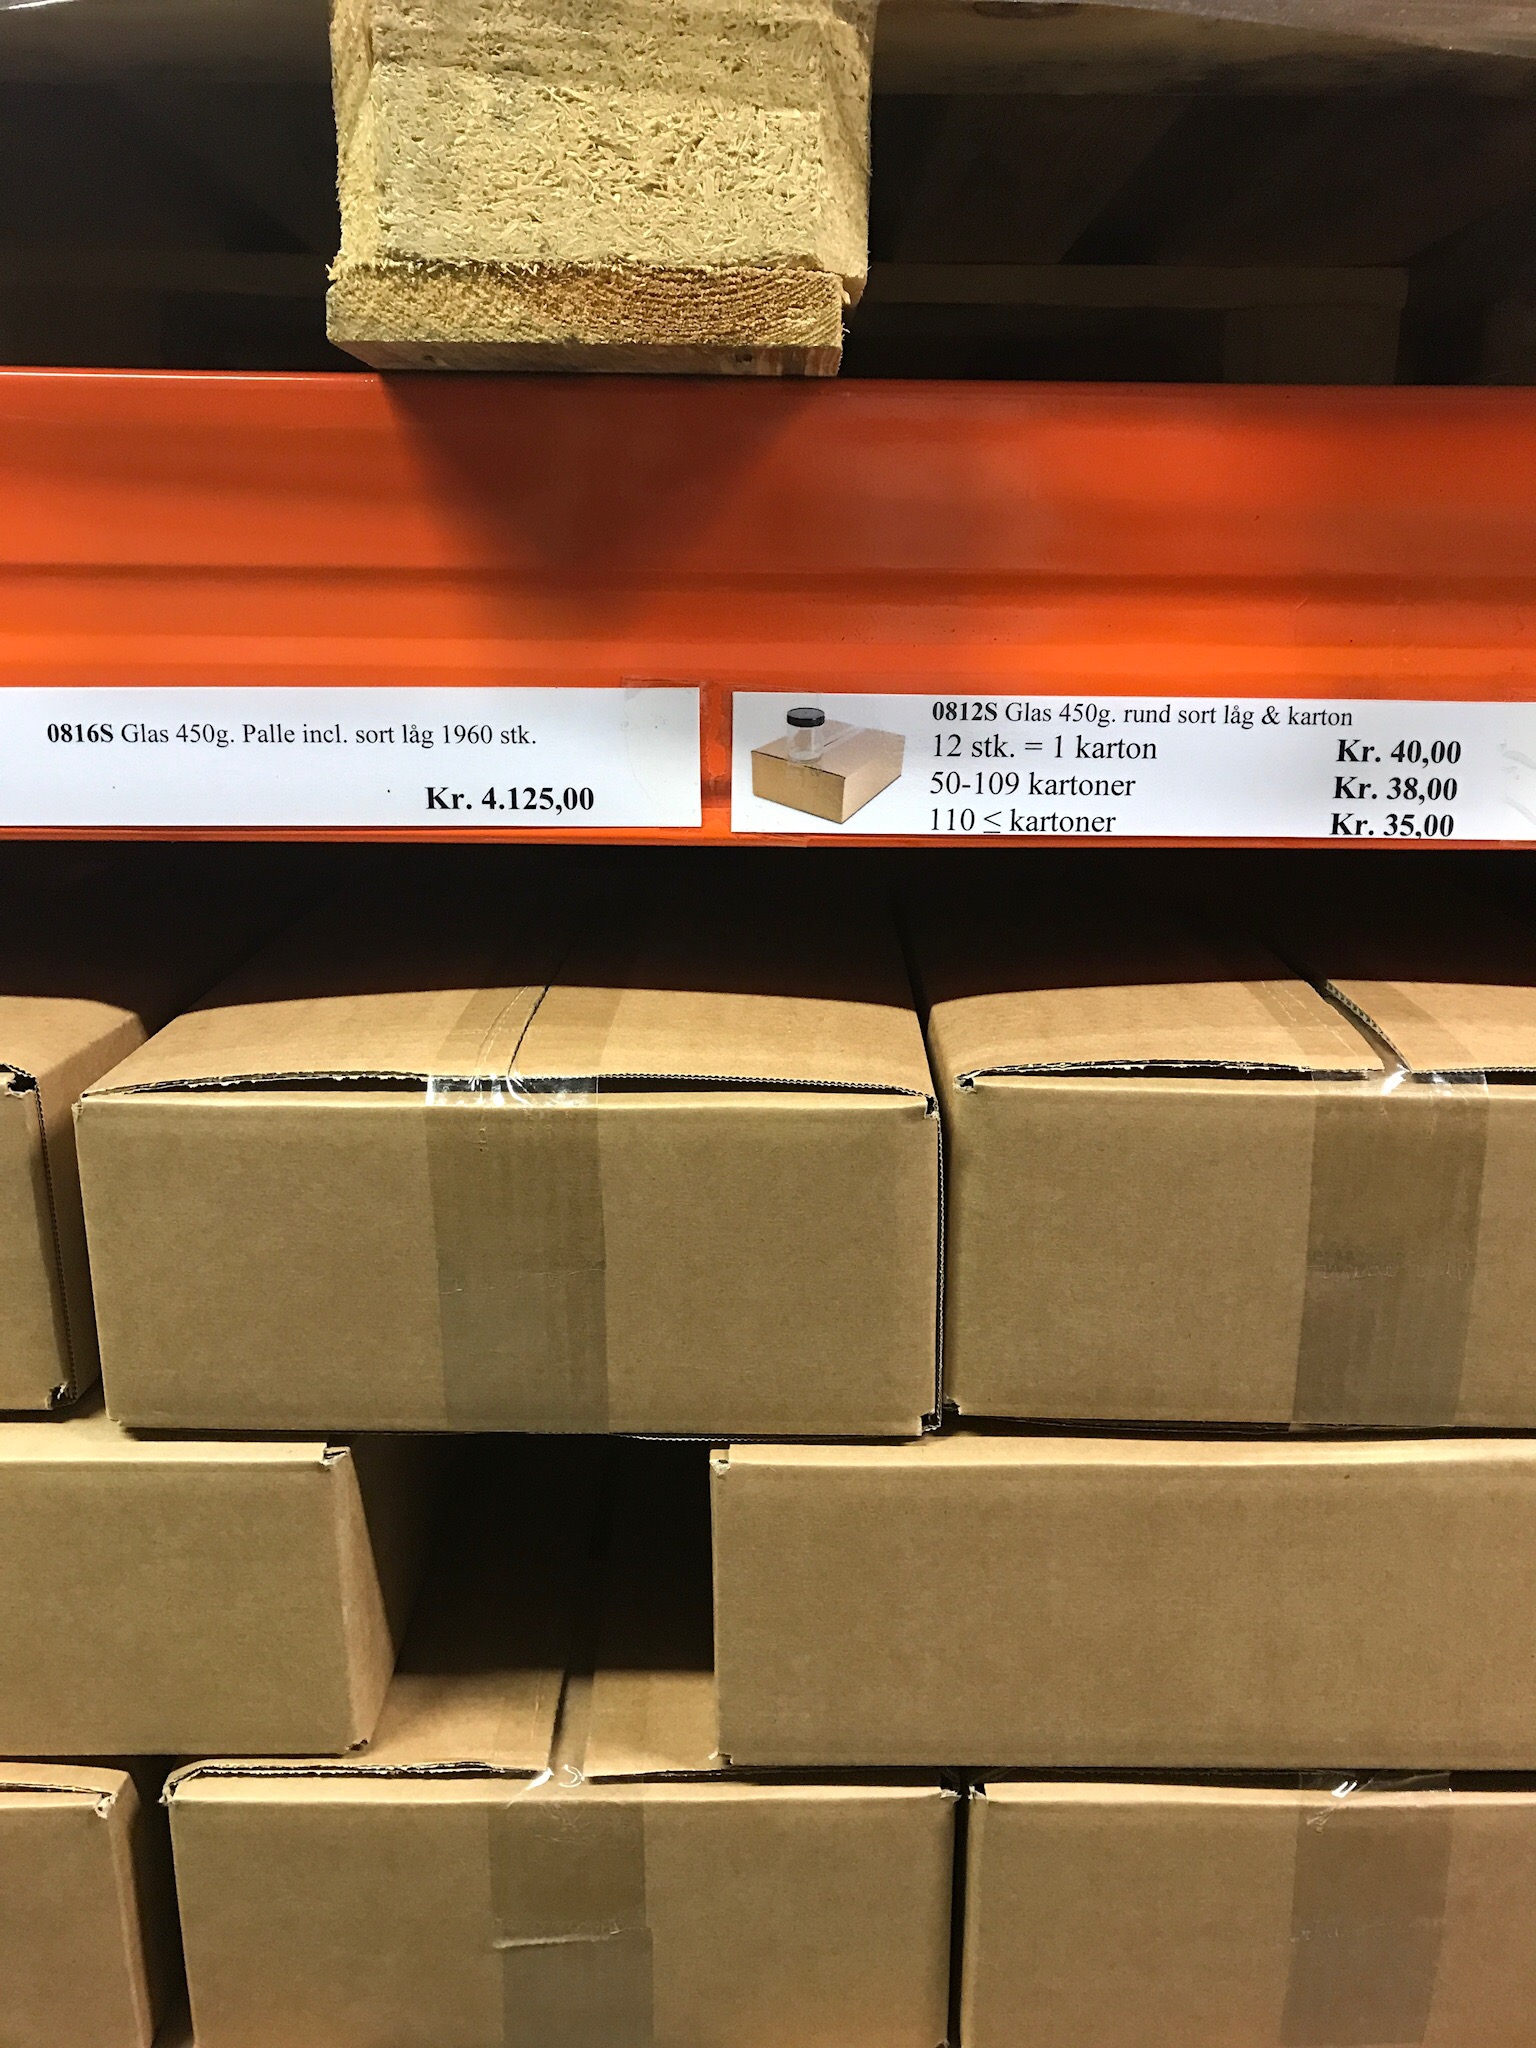 0816S Glas 450g. Palle incl. sort låg 1960 stk.
Kr. 4.125,00
0812S Glas 450g. rund sort låg & karton
12 stk. = 1 karton Kr. 40,00
50-109 kartoner Kr. 38,00
110 ≤ kartoner Kr. 35,00